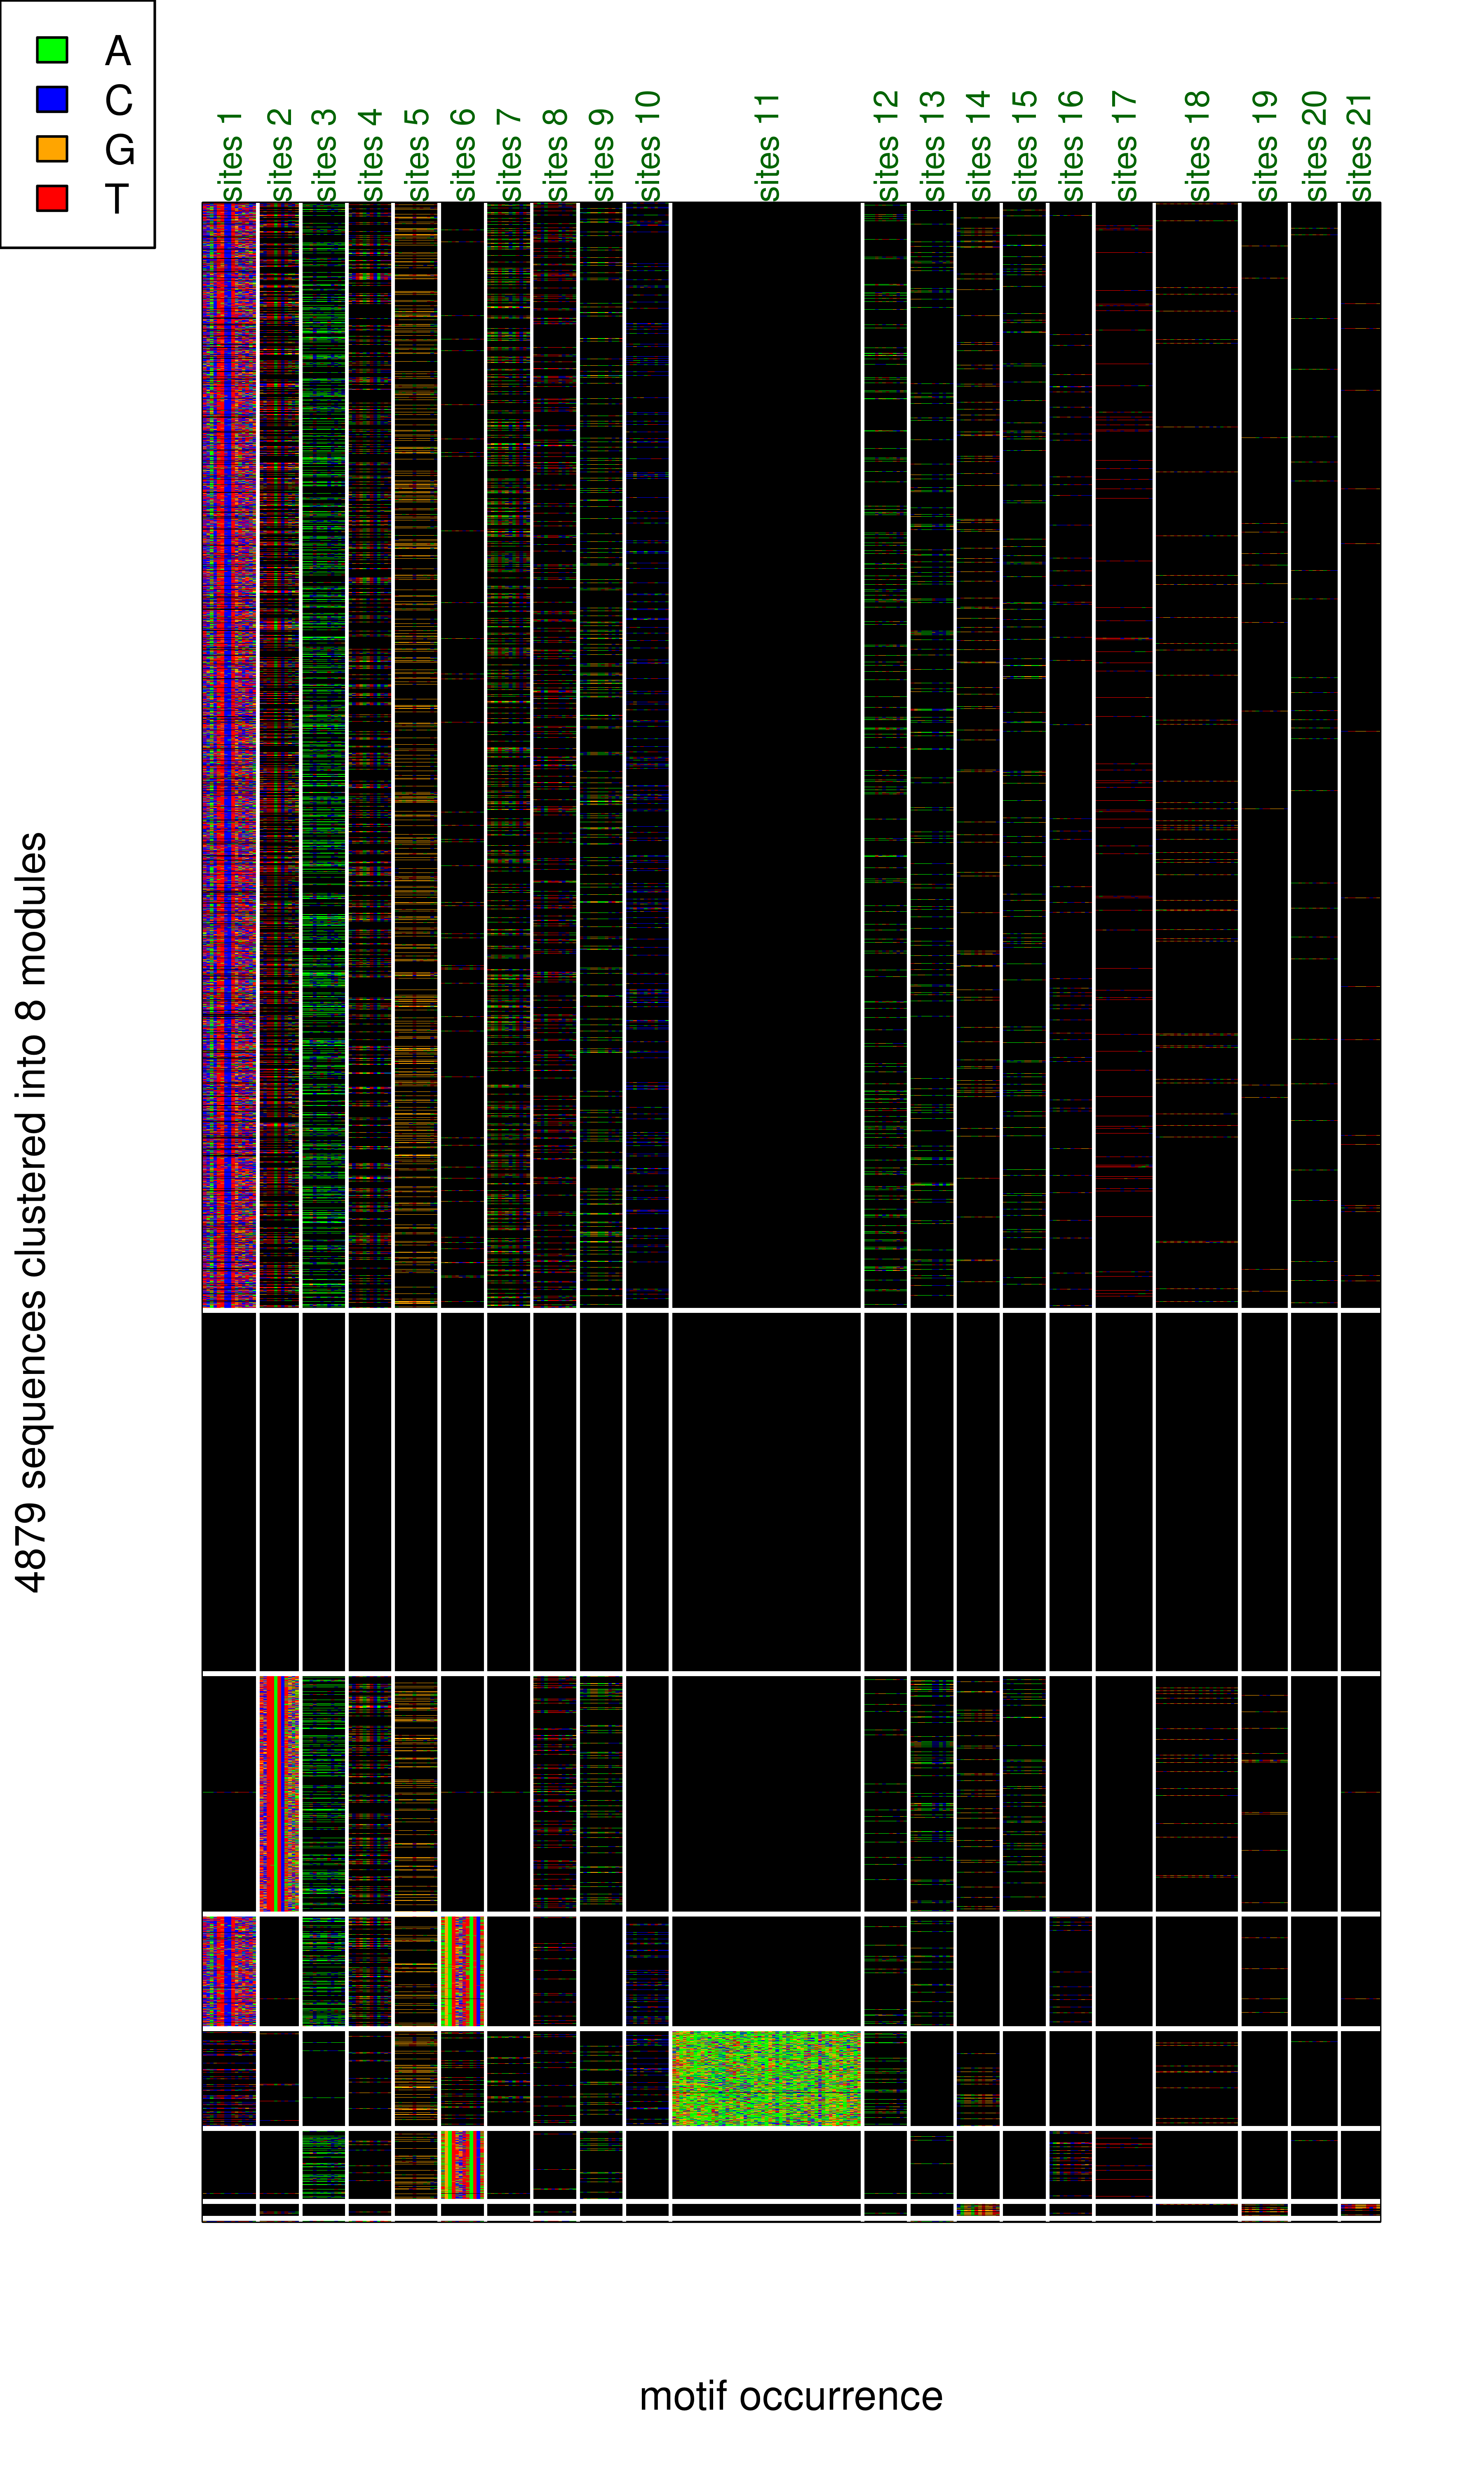 A
C
G
T
sites 1
sites 2
sites 3
sites 4
sites 5
sites 6
sites 7
sites 8
sites 9
sites 10
sites 11
sites 12
sites 13
sites 14
sites 15
sites 16
sites 17
sites 18
sites 19
sites 20
sites 21
4879 sequences clustered into 8 modules
motif occurrence